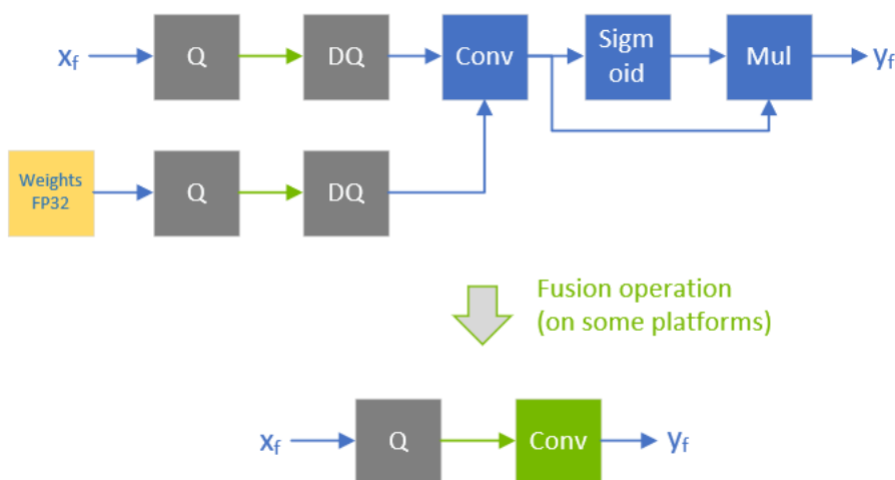 xf
Q
DQ
Conv
Sigm
oid
Mul
yf
Weights
FP32
Q
DQ
Fusion operation
(on some platforms)
xf
Q
Conv
yf